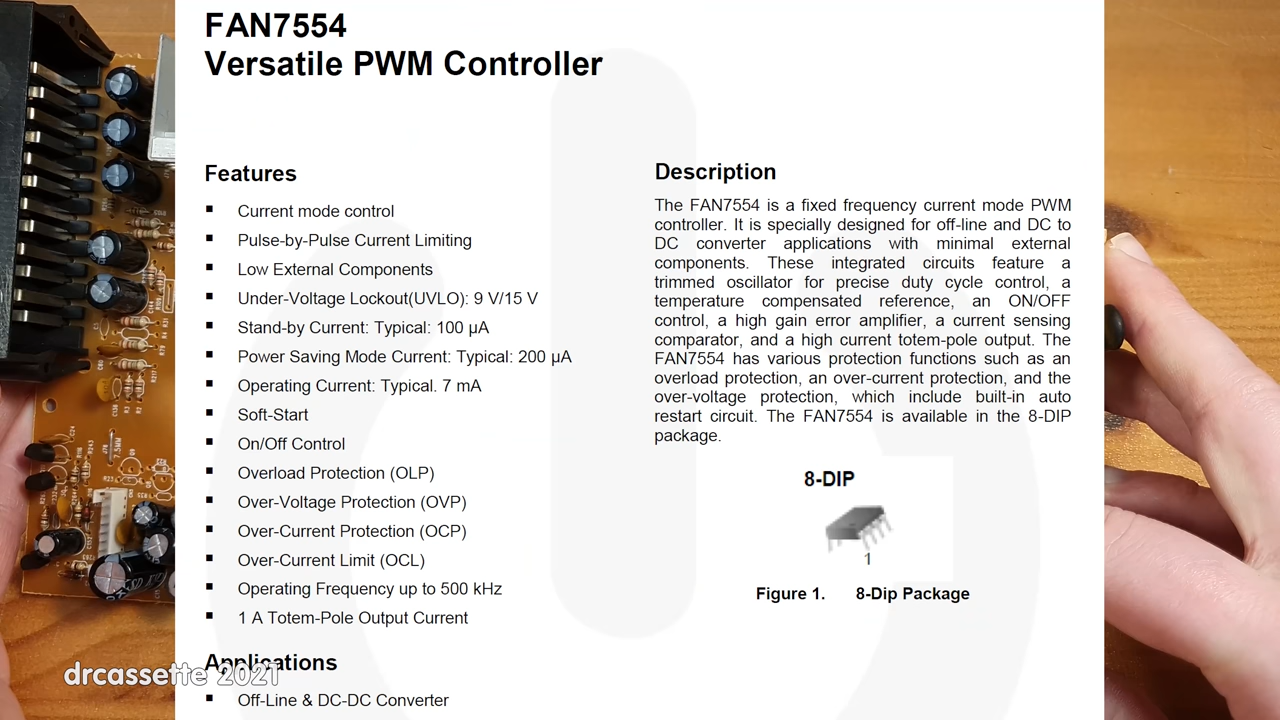 FAN7554
Versatile PWM Controller
Features
▪ Current mode control
▪ Pulse-by-Pulse Current Limiting
▪ Low External Components
▪ Under-Voltage Lockout(UVLO): 9 V/15 V
▪ Stand-by Current: Typical: 100 µA
▪ Power Saving Mode Current: Typical: 200 µA
▪ Operating Current: Typical. 7 mA
▪ Soft-Start
▪ On/Off Control
▪ Overload Protection (OLP)
▪ Over-Voltage Protection (OVP)
▪ Over-Current Protection (OCP)
▪ Over-Current Limit (OCL)
▪ Operating Frequency up to 500 kHz
▪ 1 A Totem-Pole Output Current
Applications
▪ Off-Line & DC-DC Converter
Description
The FAN7554 is a fixed frequency current mode PWM
controller. It is specially designed for off-line and DC to
DC converter applications with minimal external
components. These integrated circuits feature a
trimmed oscillator for precise duty cycle control, a
temperature compensated reference, an ON/OFF
control, a high gain error amplifier, a current sensing
comparator, and a high current totem-pole output. The
FAN7554 has various protection functions such as an
overload protection, an over-current protection, and the
over-voltage protection, which include built-in auto
restart circuit. The FAN7554 is available in the 8-DIP
package.
8-DIP
1
Figure 1. 8-Dip Package
drcassette 2021